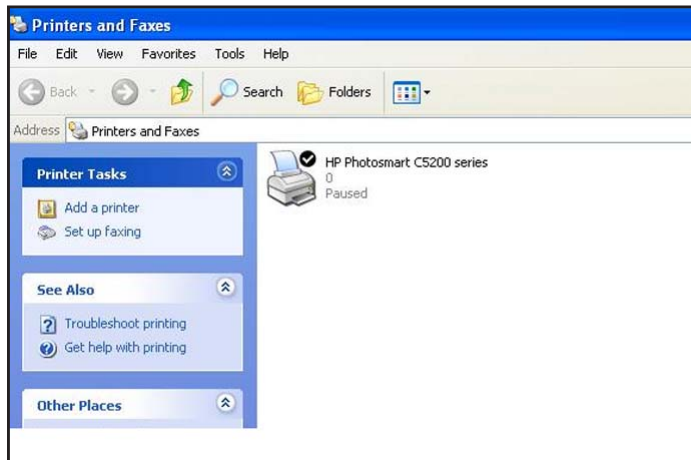 Printers and Faxes
File Edit View Favorites Tools Help
Back Search Folders
Address Printers and Faxes
Printer Tasks
Add a printer
Set up faxing
See Also
Troubleshoot printing
Get help with printing
Other Places
HP Photosmart C5200 series
0
Paused